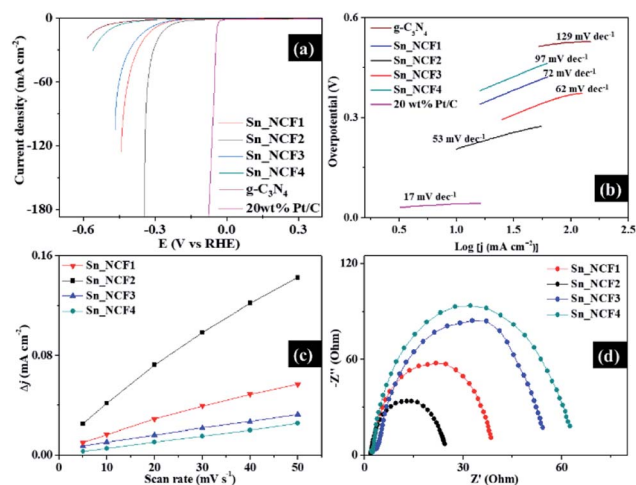 (a)
Current density (mA cm⁻²)
0
-60
-120
-180
Sn_NCF1
Sn_NCF2
Sn_NCF3
Sn_NCF4
g-C₃N₄
20wt% Pt/C
-0.6
-0.3
0.0
0.3
E (V vs RHE)
(b)
Overpotential (V)
0.6
0.3
0.0
g-C₃N₄
Sn_NCF1
Sn_NCF2
Sn_NCF3
Sn_NCF4
20 wt% Pt/C
129 mV dec⁻¹
97 mV dec⁻¹
72 mV dec⁻¹
62 mV dec⁻¹
53 mV dec⁻¹
17 mV dec⁻¹
0.5
1.0
1.5
2.0
2.5
Log [j (mA cm⁻²)]
(c)
Δj (mA cm⁻²)
0.16
0.08
0.00
Sn_NCF1
Sn_NCF2
Sn_NCF3
Sn_NCF4
0
10
20
30
40
50
Scan rate (mV s⁻¹)
(d)
-Z'' (Ohm)
120
90
60
30
0
Sn_NCF1
Sn_NCF2
Sn_NCF3
Sn_NCF4
0
30
60
90
Z' (Ohm)